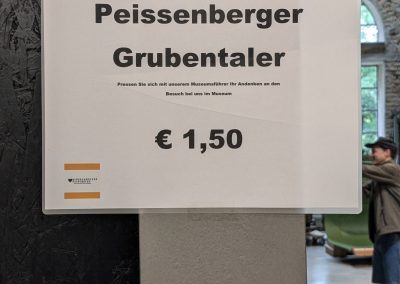 Peissenberger
Grubentaler
Pressen Sie sich mit unserem Museumsführer Ihr Andenken an den
Besuch bei uns im Museum
€ 1,50